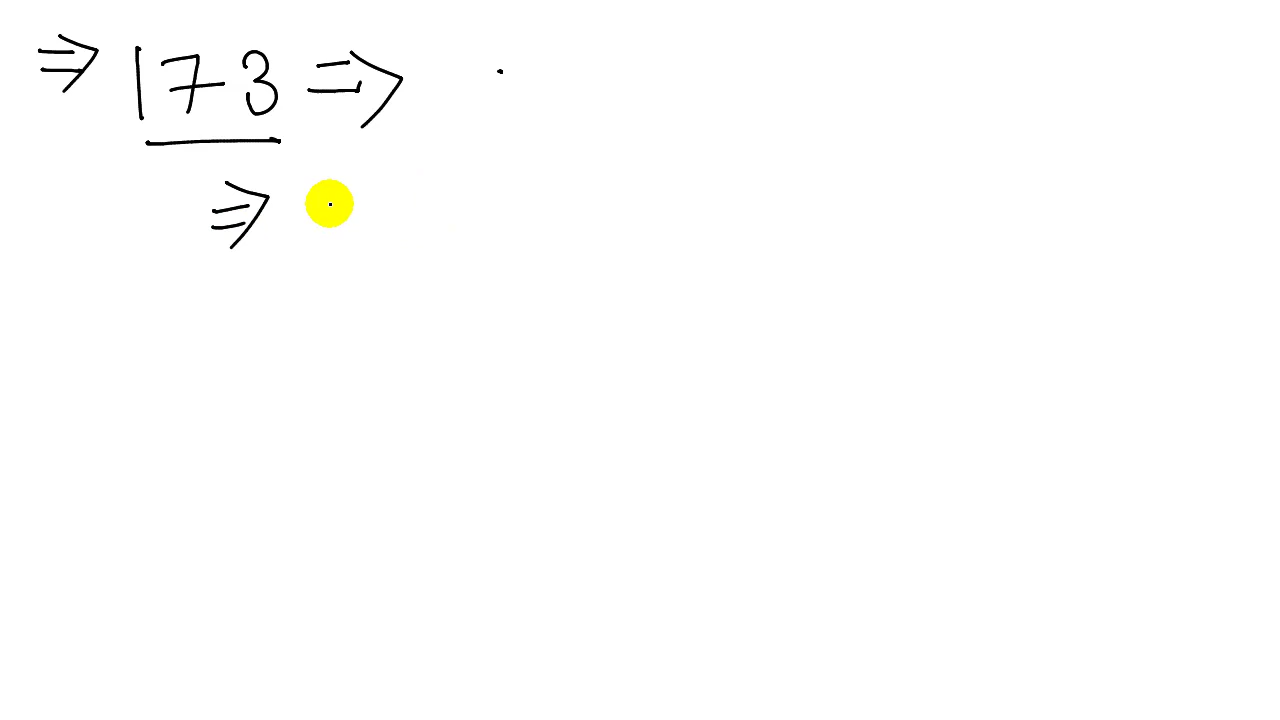 ⇒ 173 ⇒
⇒